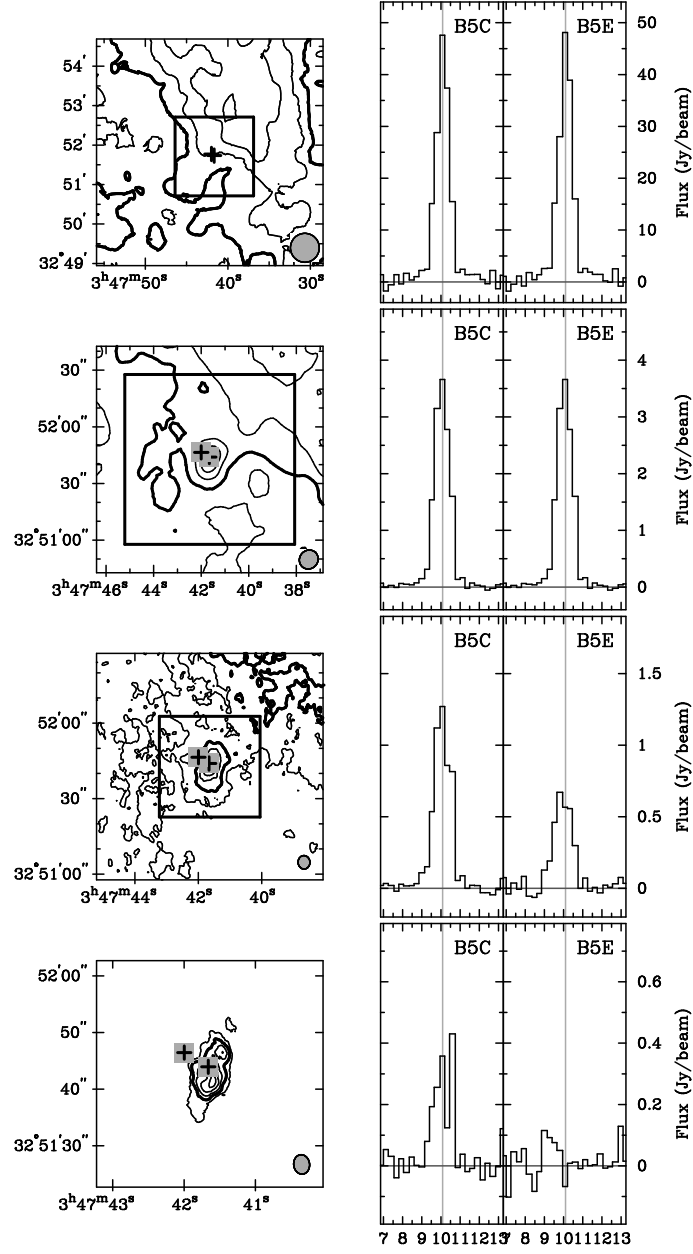 B5C B5E
54′
53′
52′
51′
50′
32°49′
3ʰ47ᵐ50ˢ 40ˢ 30ˢ
50
40
30
20
10
0
Flux (Jy/beam)
B5C B5E
30″
52′00″
30″
32°51′00″
3ʰ47ᵐ46ˢ 44ˢ 42ˢ 40ˢ 38ˢ
4
3
2
1
0
Flux (Jy/beam)
B5C B5E
52′00″
30″
32°51′00″
3ʰ47ᵐ44ˢ 42ˢ 40ˢ
1.5
1
0.5
0
Flux (Jy/beam)
B5C B5E
52′00″
50″
40″
32°51′30″
3ʰ47ᵐ43ˢ 42ˢ 41ˢ
0.6
0.4
0.2
0
Flux (Jy/beam)
7 8 9 10 11 12 13 7 8 9 10 11 12 13